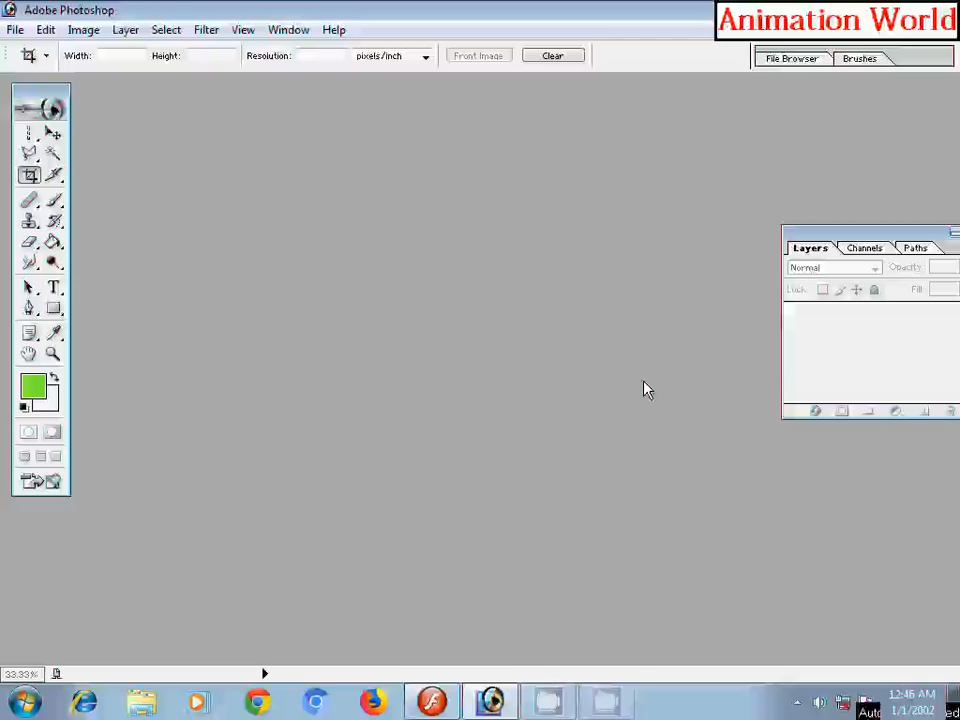 Adobe Photoshop
Animation World
File Edit Image Layer Select Filter View Window Help
Width: Height: Resolution: pixels/inch Front Image Clear
File Browser Brushes
Layers Channels Paths
Normal Opacity:
Lock: Fill:
T
33.33%
12:46 AM
1/1/2002
Auto